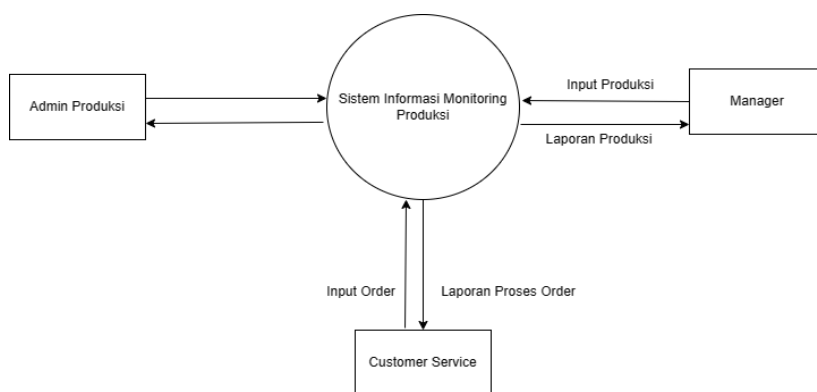 Admin Produksi
Sistem Informasi Monitoring
Produksi
Input Produksi
Manager
Laporan Produksi
Input Order
Laporan Proses Order
Customer Service